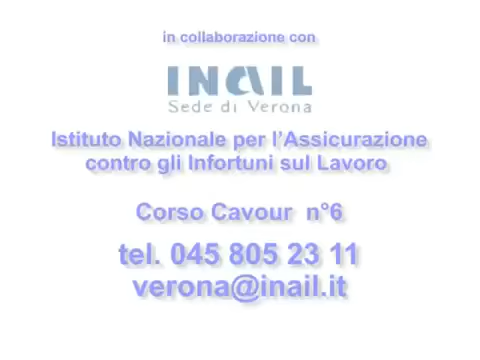 in collaborazione con
INAIL
Sede di Verona
Istituto Nazionale per l'Assicurazione
contro gli Infortuni sul Lavoro
Corso Cavour n°6
tel. 045 805 23 11
verona@inail.it